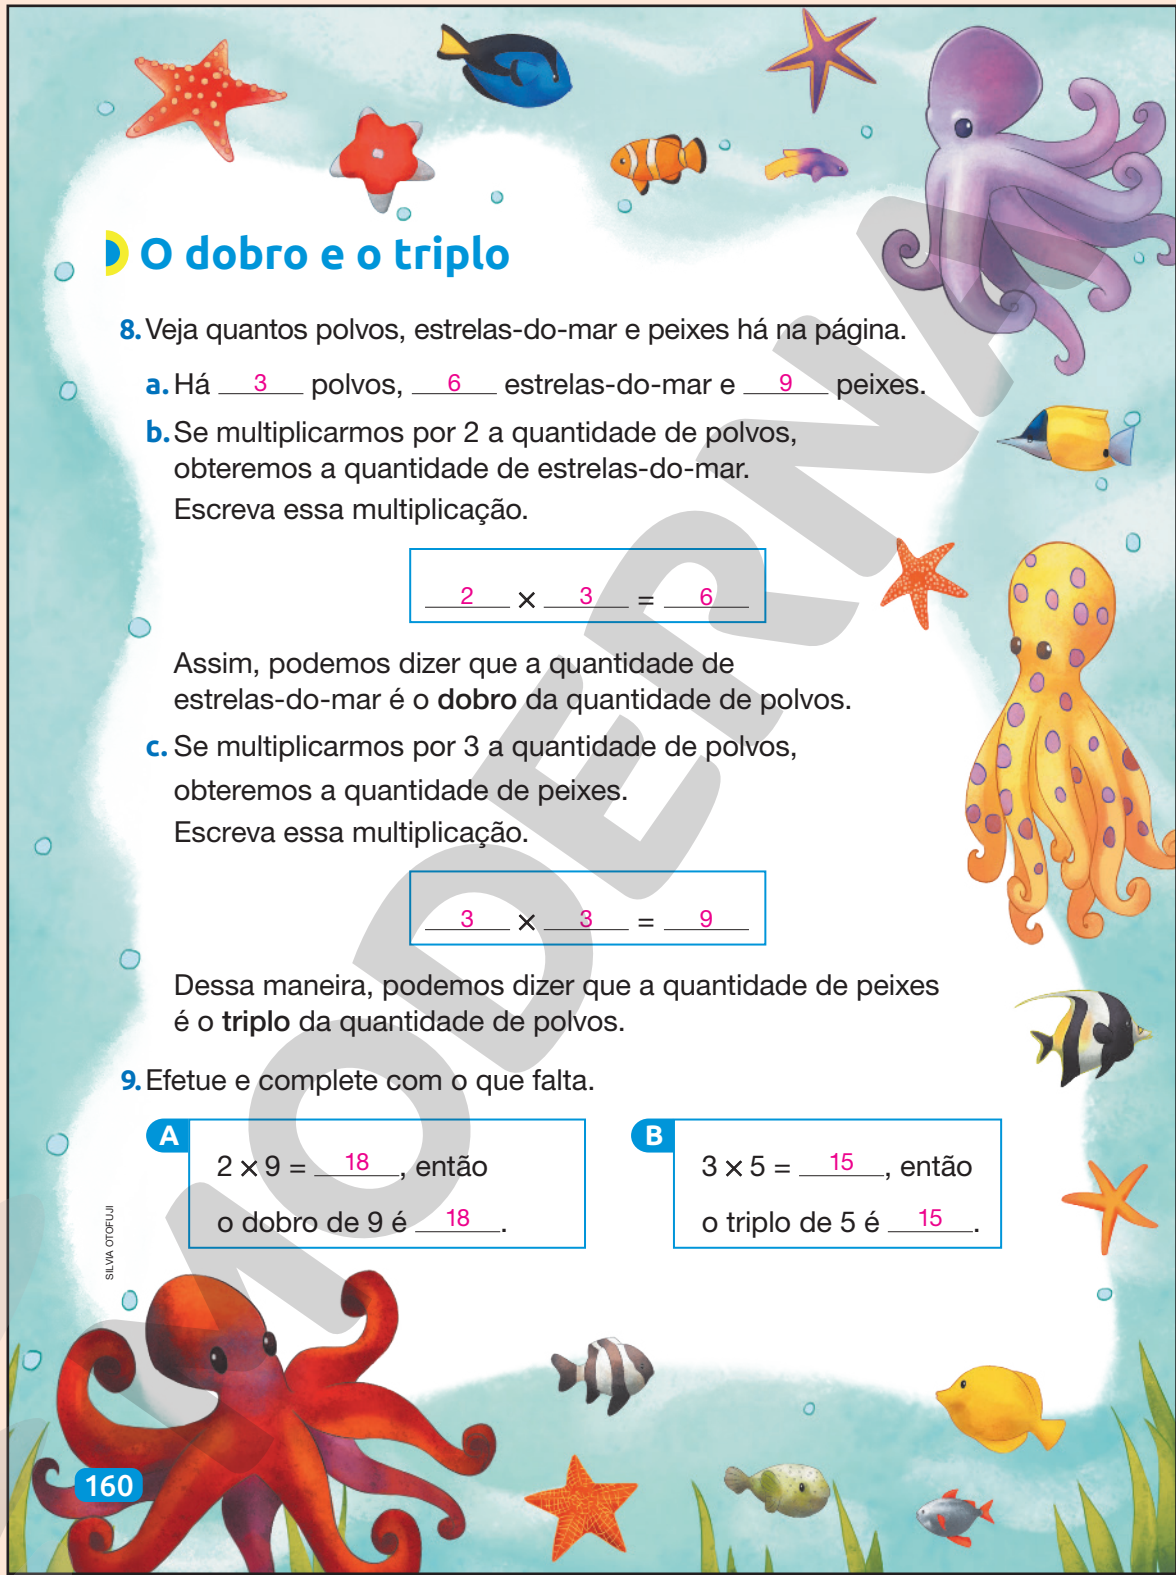 O dobro e o triplo
8. Veja quantos polvos, estrelas-do-mar e peixes há na página.
a. Há 3 polvos, 6 estrelas-do-mar e 9 peixes.
b. Se multiplicarmos por 2 a quantidade de polvos,
obteremos a quantidade de estrelas-do-mar.
Escreva essa multiplicação.
2 × 3 = 6
Assim, podemos dizer que a quantidade de
estrelas-do-mar é o dobro da quantidade de polvos.
c. Se multiplicarmos por 3 a quantidade de polvos,
obteremos a quantidade de peixes.
Escreva essa multiplicação.
3 × 3 = 9
Dessa maneira, podemos dizer que a quantidade de peixes
é o triplo da quantidade de polvos.
9. Efetue e complete com o que falta.
A
2 × 9 = 18, então
o dobro de 9 é 18.
B
3 × 5 = 15, então
o triplo de 5 é 15.
SILVIA OTOFUJI
160
MODERNA